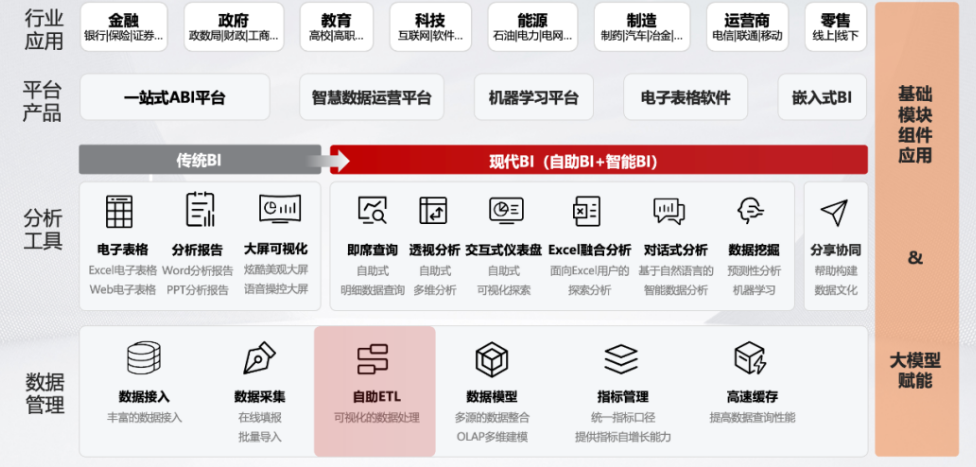 行业
应用
金融
银行|保险|证券...
政府
政数局|财政|工商...
教育
高校|高职...
科技
互联网|软件...
能源
石油|电力|电网...
制造
制药|汽车|冶金|...
运营商
电信|联通|移动
零售
线上|线下
平台
产品
一站式ABI平台
智慧数据运营平台
机器学习平台
电子表格软件
嵌入式BI
传统BI
现代BI（自助BI+智能BI）
分析
工具
电子表格
Excel电子表格
Web电子表格
分析报告
Word分析报告
PPT分析报告
大屏可视化
炫酷美观大屏
语音操控大屏
即席查询
自助式
明细数据查询
透视分析
自助式
多维分析
交互式仪表盘
自助式
可视化探索
Excel融合分析
面向Excel用户的
探索分析
对话式分析
基于自然语言的
智能数据分析
数据挖掘
预测性分析
机器学习
分享协同
帮助构建
数据文化
数据
管理
数据接入
丰富的数据接入
数据采集
在线填报
批量导入
自助ETL
可视化的数据处理
数据模型
多源的数据整合
OLAP多维建模
指标管理
统一指标口径
提供指标自增长能力
高速缓存
提高数据查询性能
基础
模块
组件
应用
&
大模型
赋能